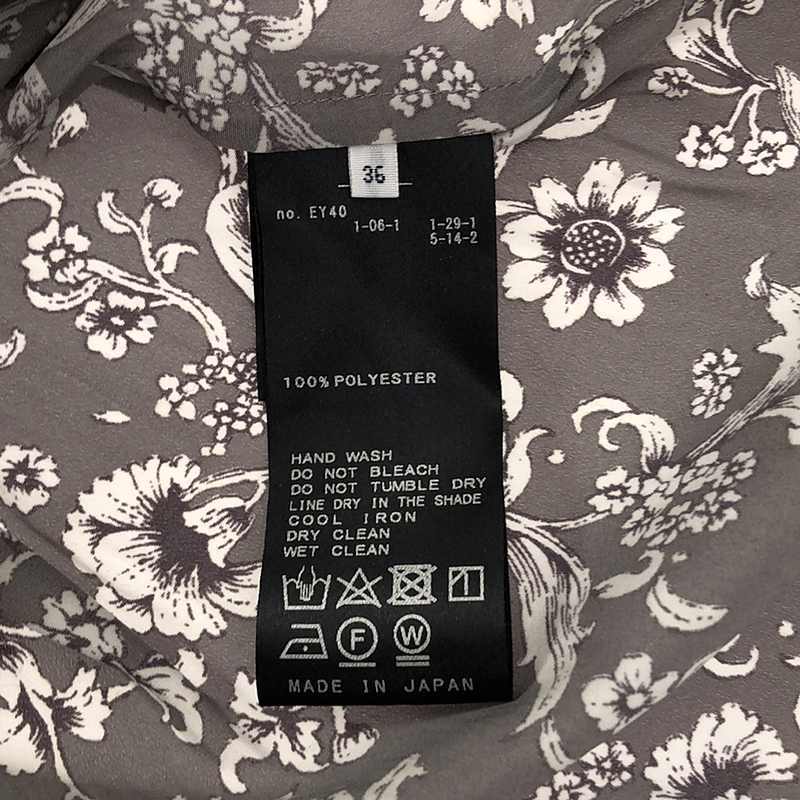 36
no. EY40
1-06-1 1-29-1
5-14-2
100% POLYESTER
HAND WASH
DO NOT BLEACH
DO NOT TUMBLE DRY
LINE DRY IN THE SHADE
COOL IRON
DRY CLEAN
WET CLEAN
F W
MADE IN JAPAN